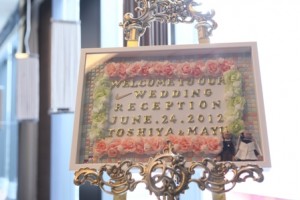 WELCOME TO OUR
WEDDING
RECEPTION
JUNE.24.2012
TOSHIYA & MAYU